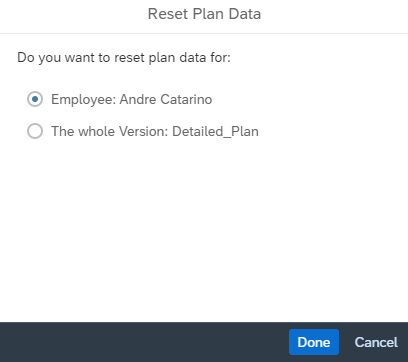 Reset Plan Data
Do you want to reset plan data for:
Employee: Andre Catarino
The whole Version: Detailed_Plan
Done Cancel